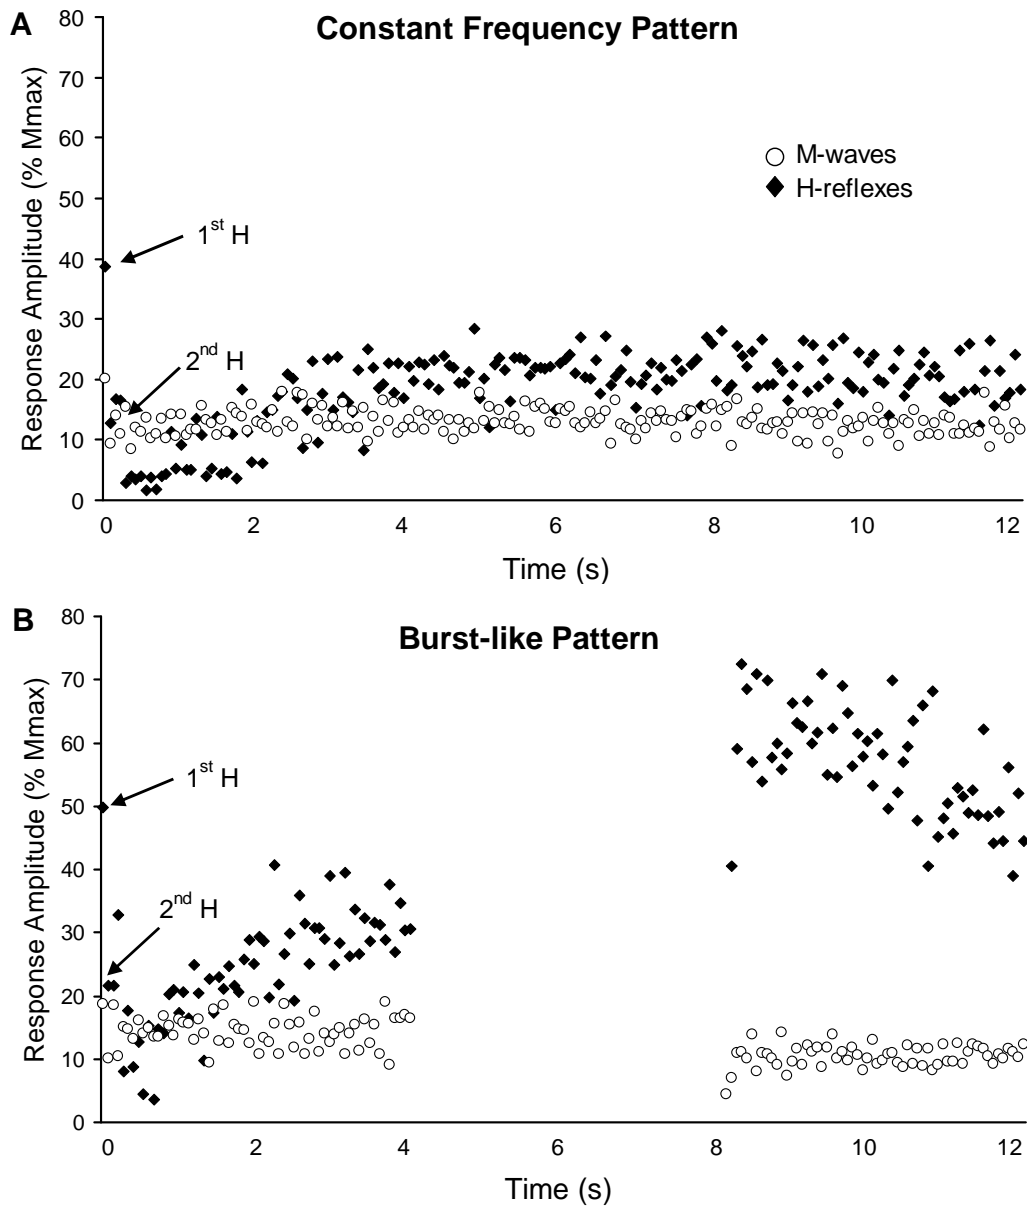 A
Constant Frequency Pattern
80
70
60
50
40
30
20
10
0
Response Amplitude (% Mmax)
M-waves
H-reflexes
1st H
2nd H
0 2 4 6 8 10 12
Time (s)
B
Burst-like Pattern
80
70
60
50
40
30
20
10
0
Response Amplitude (% Mmax)
1st H
2nd H
0 2 4 6 8 10 12
Time (s)